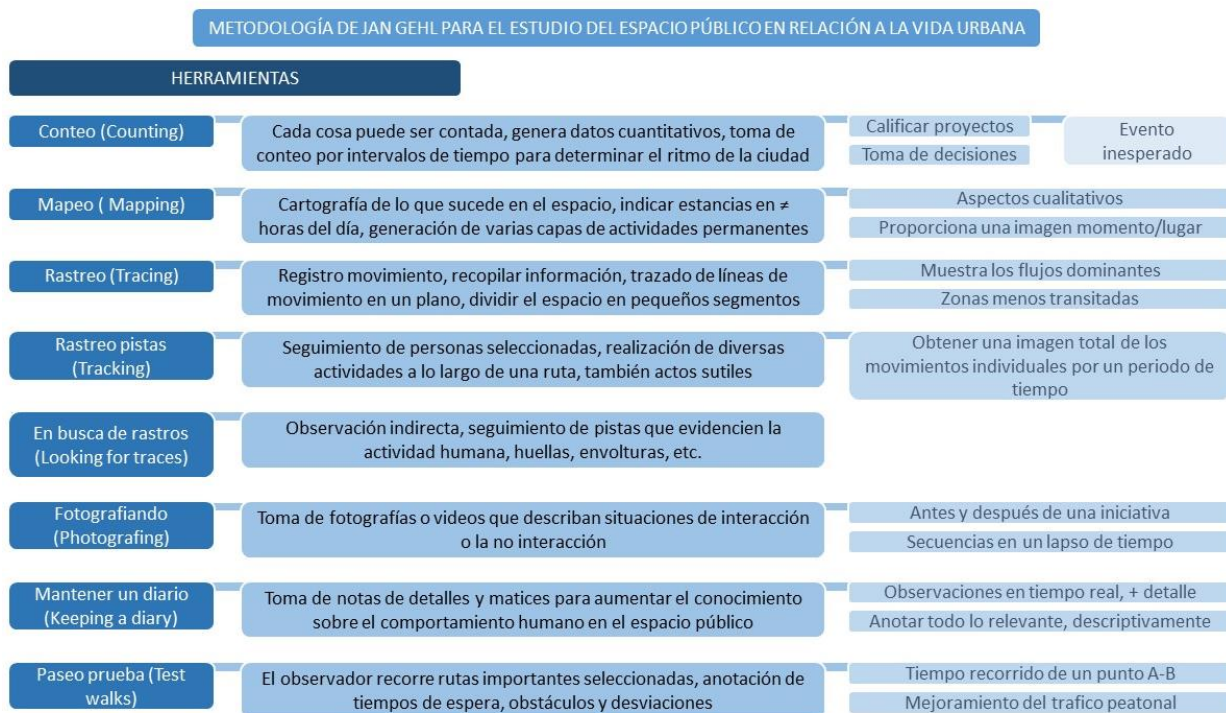 METODOLOGÍA DE JAN GEHL PARA EL ESTUDIO DEL ESPACIO PÚBLICO EN RELACIÓN A LA VIDA URBANA
HERRAMIENTAS
Conteo (Counting)
Cada cosa puede ser contada, genera datos cuantitativos, toma de
conteo por intervalos de tiempo para determinar el ritmo de la ciudad
Calificar proyectos
Toma de decisiones
Evento
inesperado
Mapeo ( Mapping)
Cartografía de lo que sucede en el espacio, indicar estancias en ≠
horas del día, generación de varias capas de actividades permanentes
Aspectos cualitativos
Proporciona una imagen momento/lugar
Rastreo (Tracing)
Registro movimiento, recopilar información, trazado de líneas de
movimiento en un plano, dividir el espacio en pequeños segmentos
Muestra los flujos dominantes
Zonas menos transitadas
Rastreo pistas
(Tracking)
Seguimiento de personas seleccionadas, realización de diversas
actividades a lo largo de una ruta, también actos sutiles
Obtener una imagen total de los
movimientos individuales por un periodo de
tiempo
En busca de rastros
(Looking for traces)
Observación indirecta, seguimiento de pistas que evidencien la
actividad humana, huellas, envolturas, etc.
Fotografiando
(Photografing)
Toma de fotografías o videos que describan situaciones de interacción
o la no interacción
Antes y después de una iniciativa
Secuencias en un lapso de tiempo
Mantener un diario
(Keeping a diary)
Toma de notas de detalles y matices para aumentar el conocimiento
sobre el comportamiento humano en el espacio público
Observaciones en tiempo real, + detalle
Anotar todo lo relevante, descriptivamente
Paseo prueba (Test
walks)
El observador recorre rutas importantes seleccionadas, anotación de
tiempos de espera, obstáculos y desviaciones
Tiempo recorrido de un punto A-B
Mejoramiento del trafico peatonal